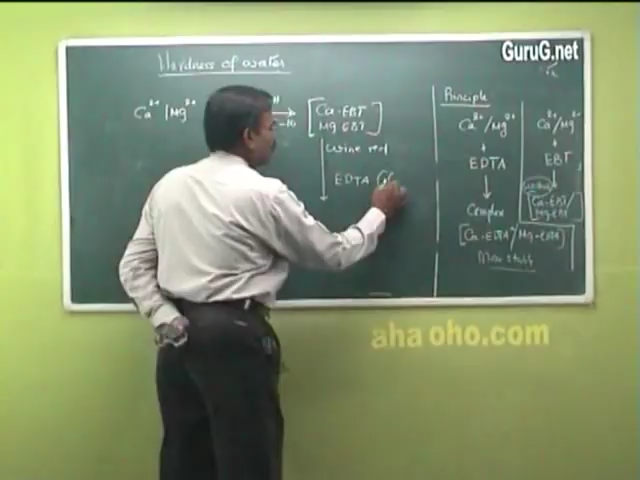 GuruG.net
Hardness of water
Ca²⁺ | Mg²⁺
[Ca-EBT
Mg EBT]
wine red
EDTA
Principle
Ca²⁺/Mg²⁺
+
EDTA
↓
Complex
[Ca-EDTA/Mg-EDTA]
More stable
Ca²⁺/Mg²⁺
+
EBT
↓
[Ca-EBT/
Mg-EBT]
aha oho.com